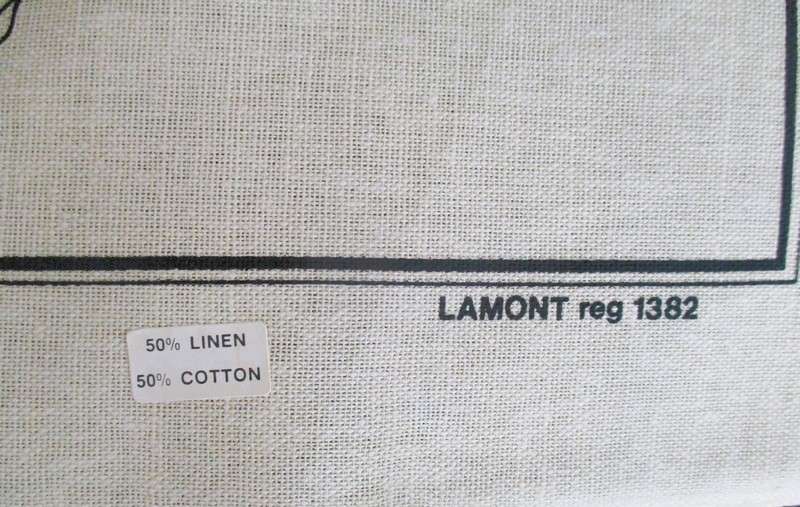 LAMONT reg 1382
50% LINEN
50% COTTON